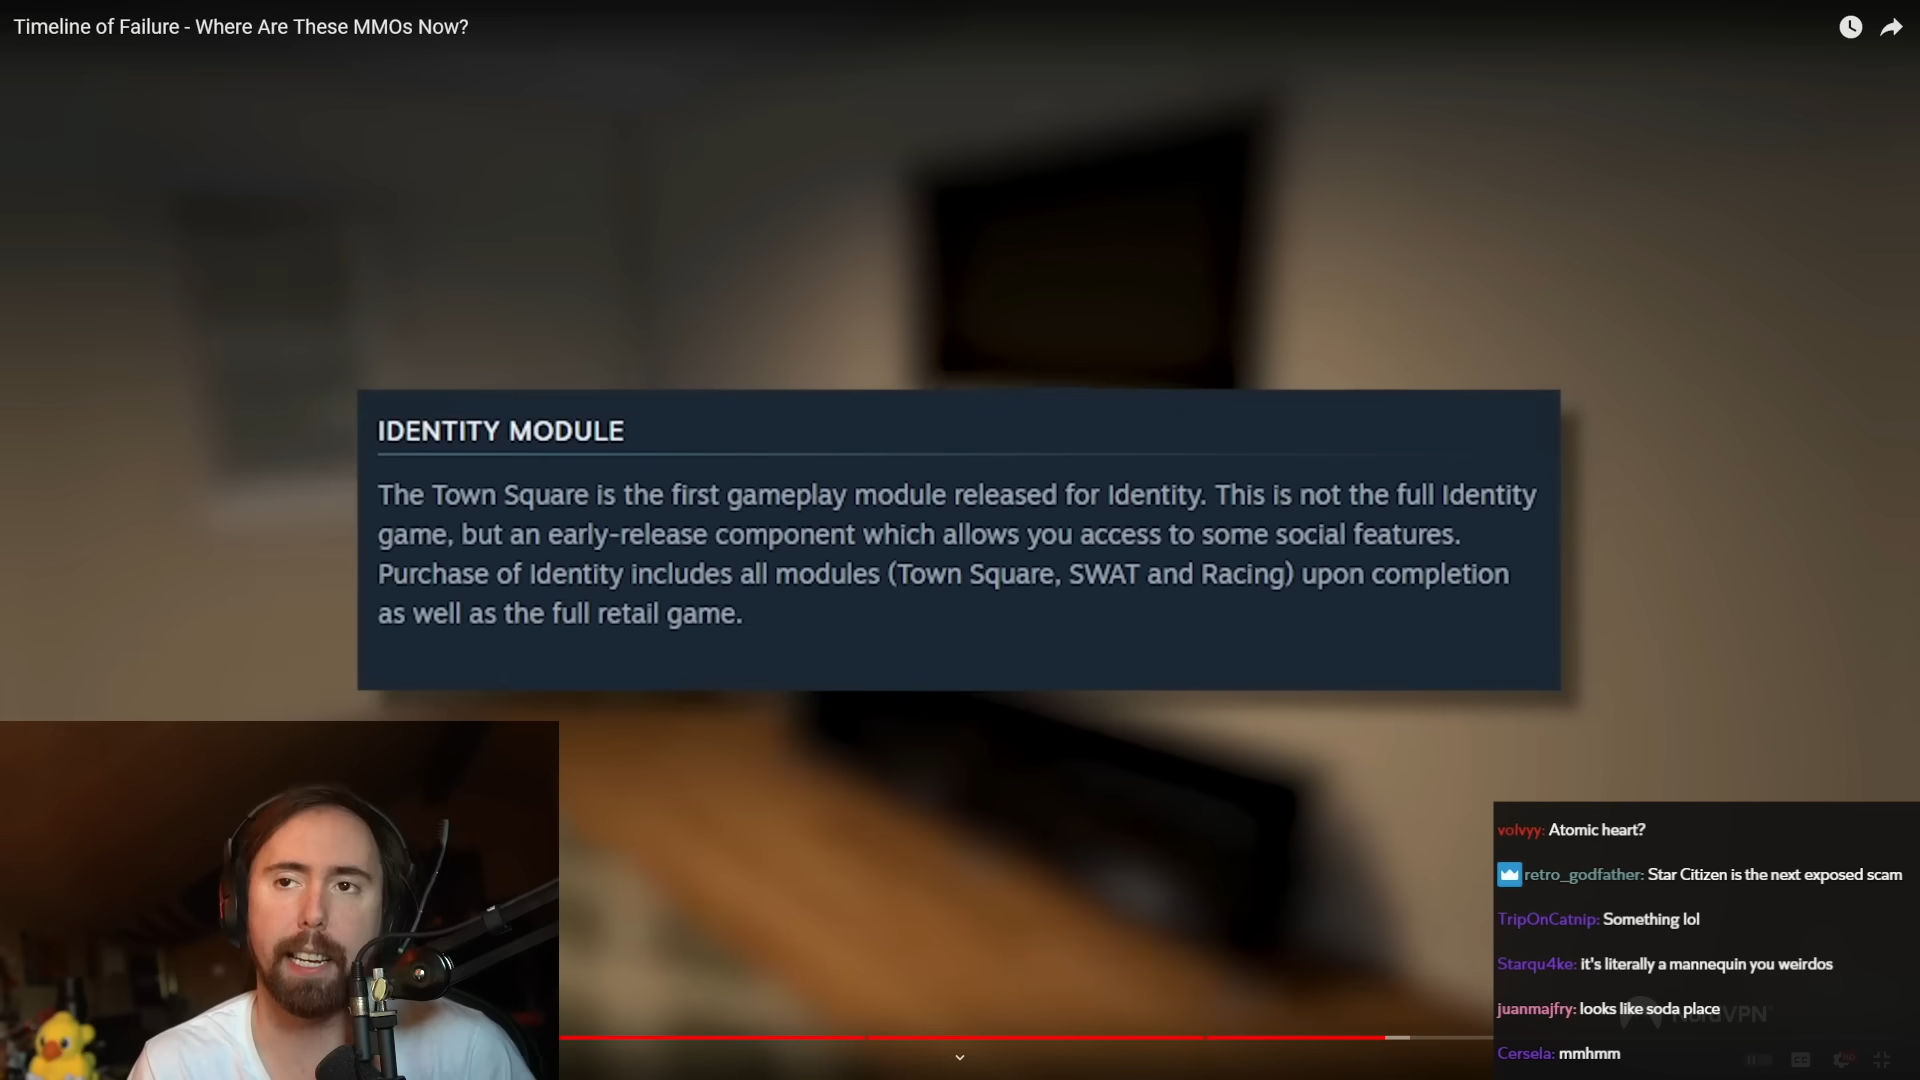 Timeline of Failure - Where Are These MMOs Now?
IDENTITY MODULE
The Town Square is the first gameplay module released for Identity. This is not the full Identity
game, but an early-release component which allows you access to some social features.
Purchase of Identity includes all modules (Town Square, SWAT and Racing) upon completion
as well as the full retail game.
volvyy: Atomic heart?
retro_godfather: Star Citizen is the next exposed scam
TripOnCatnip: Something lol
Starqu4ke: it's literally a mannequin you weirdos
juanmajfry: looks like soda place
Cersela: mmhmm
CC
HD